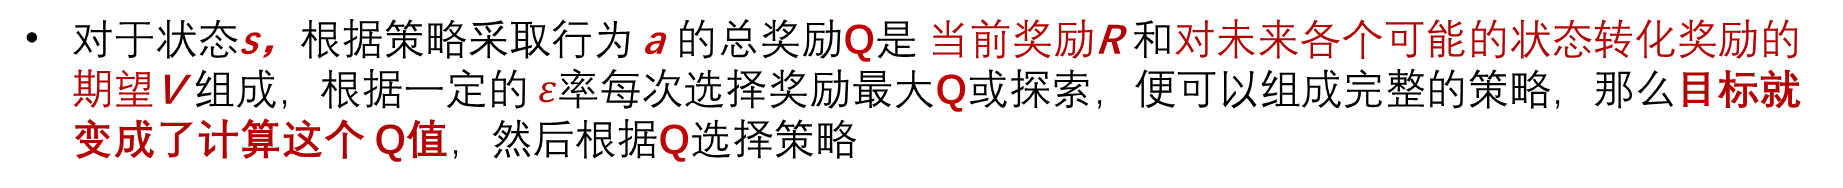 • 对于状态s，根据策略采取行为 a 的总奖励Q是 当前奖励R 和对未来各个可能的状态转化奖励的
期望V 组成，根据一定的 ε率每次选择奖励最大Q或探索，便可以组成完整的策略，那么目标就
变成了计算这个 Q值，然后根据Q选择策略